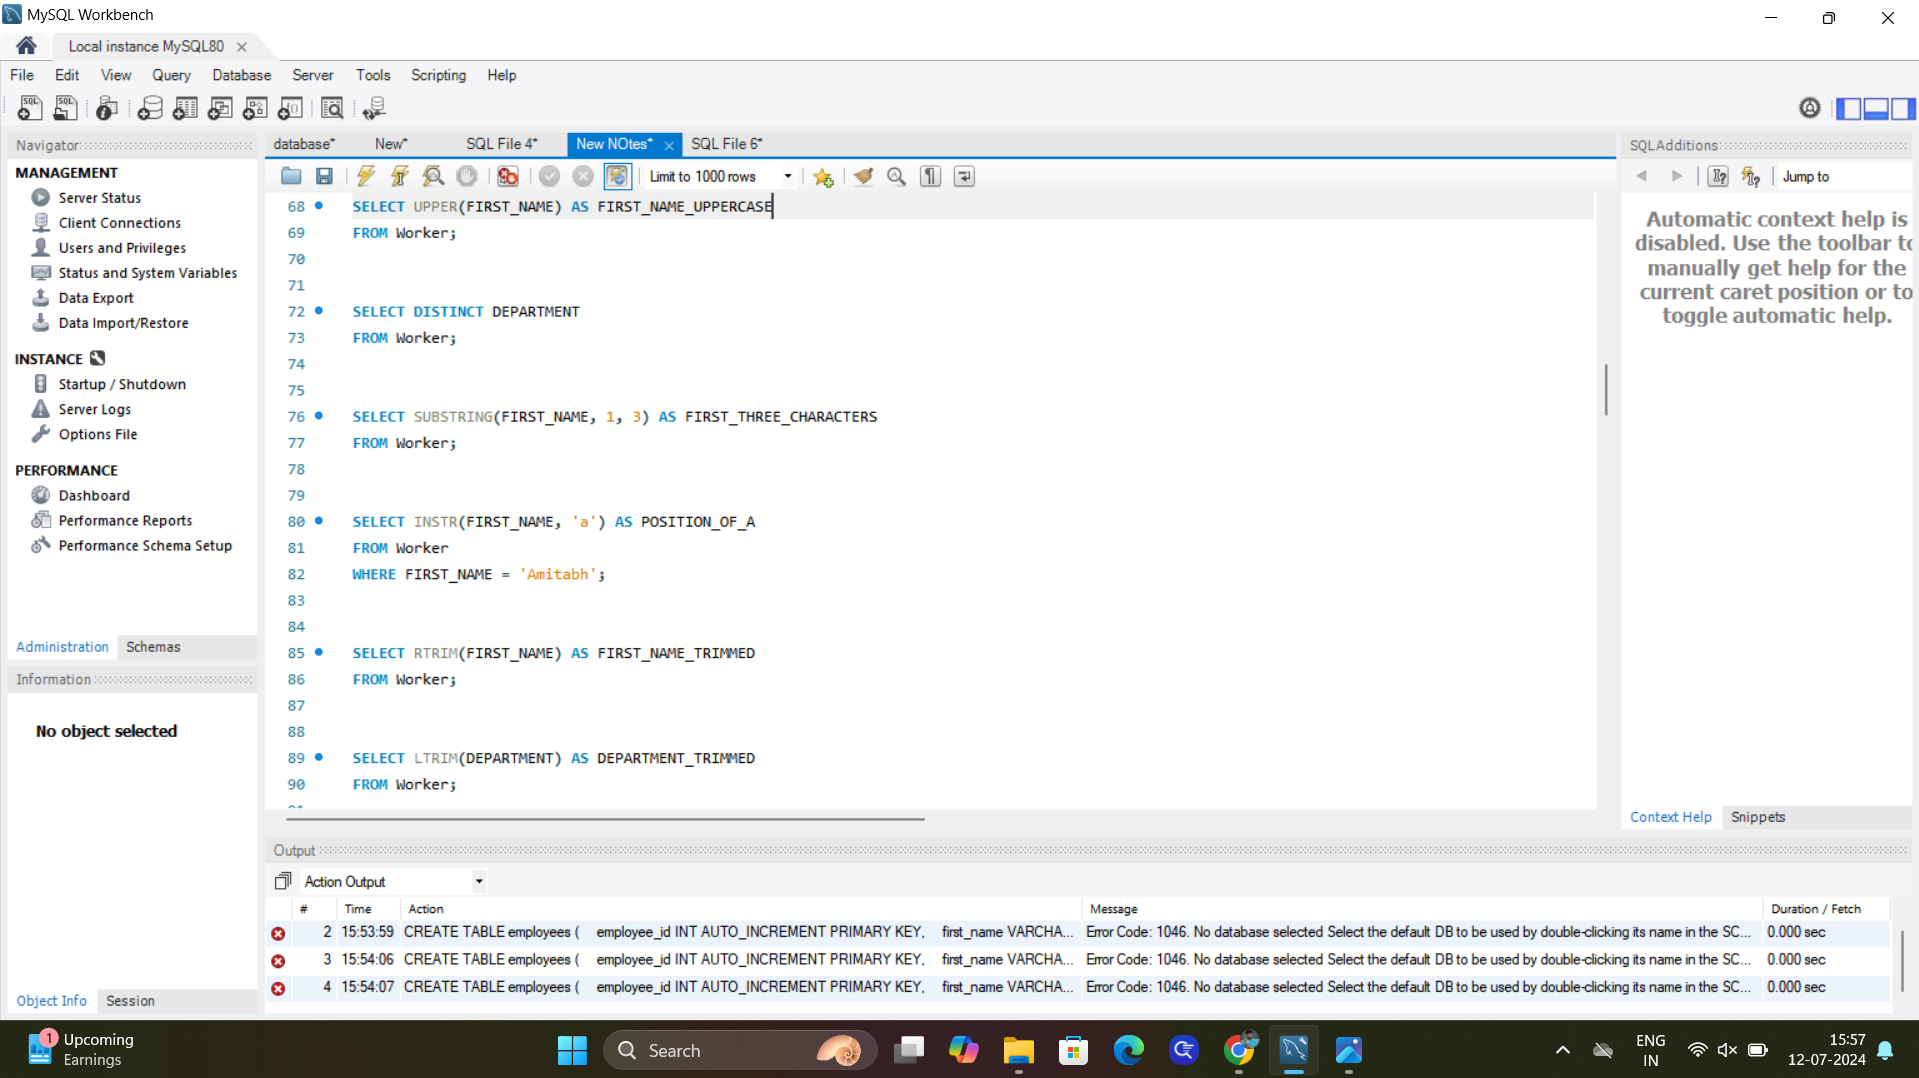 MySQL Workbench
Local instance MySQL80
File Edit View Query Database Server Tools Scripting Help
Navigator
MANAGEMENT
Server Status
Client Connections
Users and Privileges
Status and System Variables
Data Export
Data Import/Restore
INSTANCE
Startup / Shutdown
Server Logs
Options File
PERFORMANCE
Dashboard
Performance Reports
Performance Schema Setup
Administration Schemas
Information
No object selected
Object Info Session
database* New* SQL File 4* New NOtes* SQL File 6*
Limit to 1000 rows
68 SELECT UPPER(FIRST_NAME) AS FIRST_NAME_UPPERCASE
69 FROM Worker;
70
71
72 SELECT DISTINCT DEPARTMENT
73 FROM Worker;
74
75
76 SELECT SUBSTRING(FIRST_NAME, 1, 3) AS FIRST_THREE_CHARACTERS
77 FROM Worker;
78
79
80 SELECT INSTR(FIRST_NAME, 'a') AS POSITION_OF_A
81 FROM Worker
82 WHERE FIRST_NAME = 'Amitabh';
83
84
85 SELECT RTRIM(FIRST_NAME) AS FIRST_NAME_TRIMMED
86 FROM Worker;
87
88
89 SELECT LTRIM(DEPARTMENT) AS DEPARTMENT_TRIMMED
90 FROM Worker;
SQLAdditions
Jump to
Automatic context help is
disabled. Use the toolbar to
manually get help for the
current caret position or to
toggle automatic help.
Context Help Snippets
Output
Action Output
# Time Action Message Duration / Fetch
2 15:53:59 CREATE TABLE employees ( employee_id INT AUTO_INCREMENT PRIMARY KEY, first_name VARCHA... Error Code: 1046. No database selected Select the default DB to be used by double-clicking its name in the SC... 0.000 sec
3 15:54:06 CREATE TABLE employees ( employee_id INT AUTO_INCREMENT PRIMARY KEY, first_name VARCHA... Error Code: 1046. No database selected Select the default DB to be used by double-clicking its name in the SC... 0.000 sec
4 15:54:07 CREATE TABLE employees ( employee_id INT AUTO_INCREMENT PRIMARY KEY, first_name VARCHA... Error Code: 1046. No database selected Select the default DB to be used by double-clicking its name in the SC... 0.000 sec
1 Upcoming
Earnings
Search
ENG
IN
15:57
12-07-2024